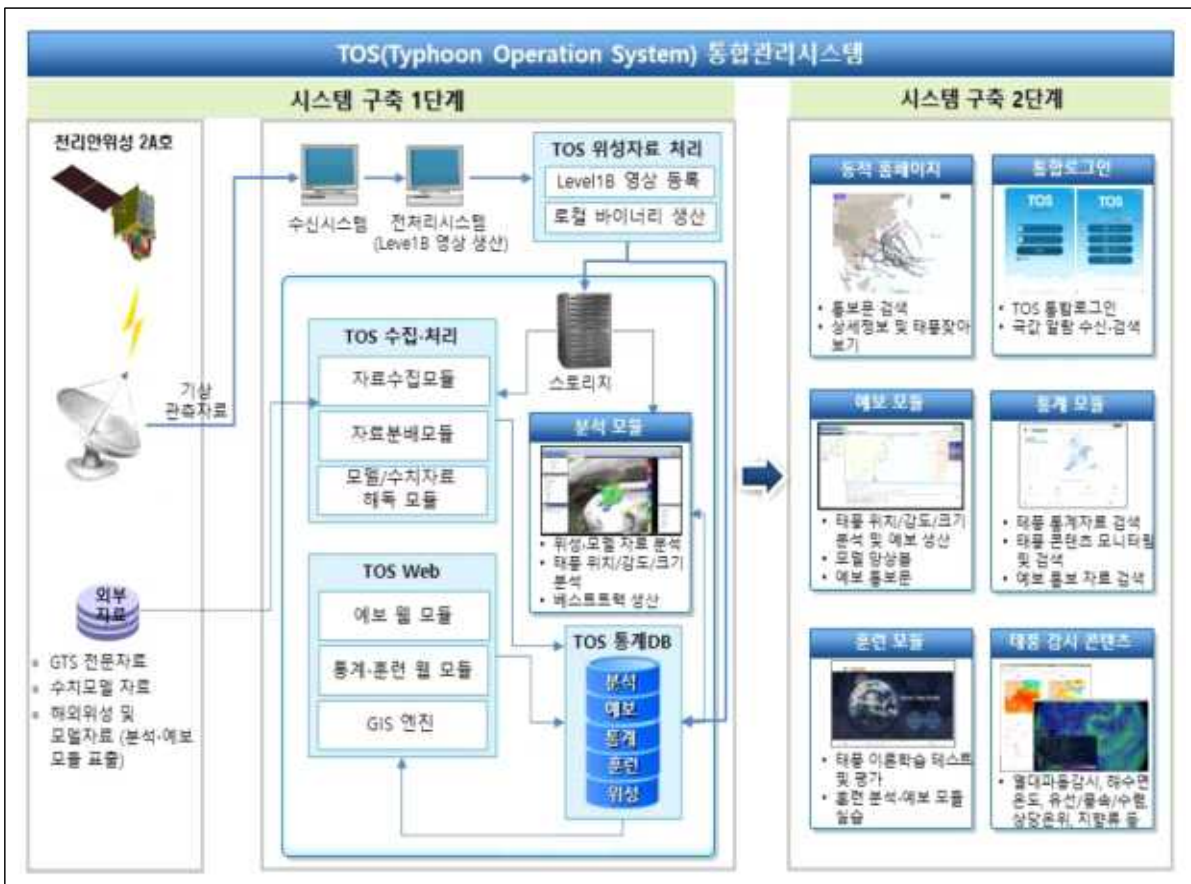 TOS(Typhoon Operation System) 통합관리시스템
시스템 구축 1단계
천리안위성 2A호
기상
관측자료
외부
자료
GTS 전문자료
수치모델 자료
해외위성 및
모델자료 (분석·예보
모듈 표출)
수신시스템
전처리시스템
(Leve1B 영상 생산)
TOS 위성자료 처리
Level1B 영상 등록
로컬 바이너리 생산
스토리지
TOS 수집·처리
자료수집모듈
자료분배모듈
모델/수치자료
해독 모듈
분석 모듈
위성·모델 자료 분석
태풍 위치/강도/크기
분석
베스트트랙 생산
TOS Web
예보 웹 모듈
통계·훈련 웹 모듈
GIS 엔진
TOS 통계DB
분석
예보
통계
훈련
위성
시스템 구축 2단계
동적 홈페이지
통보문 검색
상세정보 및 태풍찾아
보기
통합로그인
TOS
TOS
TOS 통합로그인
극값 알람 수신·검색
예보 모듈
태풍 위치/강도/크기
분석 및 예보 생산
모델 앙상블
예보 통보문
통계 모듈
태풍 통계자료 검색
태풍 콘텐츠 모니터링
및 검색
예보 통보 자료 검색
훈련 모듈
태풍 이론학습 테스트
및 평가
훈련 분석·예보 모듈
실습
태풍 감시 콘텐츠
열대파동감시, 해수면
온도, 유선/풍속/수렴,
상당온위, 지향류 등